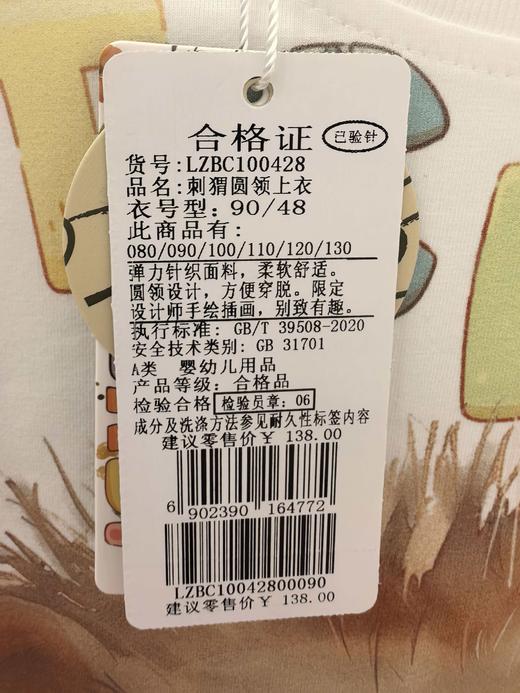 合格证
已验针
货号:LZBC100428
品名:刺猬圆领上衣
衣号型:90/48
此商品有:
080/090/100/110/120/130
弹力针织面料，柔软舒适。
圆领设计，方便穿脱。限定
设计师手绘插画，别致有趣。
执行标准: GB/T 39508-2020
安全技术类别: GB 31701
A类 婴幼儿用品
产品等级: 合格品
检验合格 检验员章: 06
成分及洗涤方法参见耐久性标签内容
建议零售价￥ 138.00
6 902390 164772
LZBC10042800090
建议零售价￥ 138.00